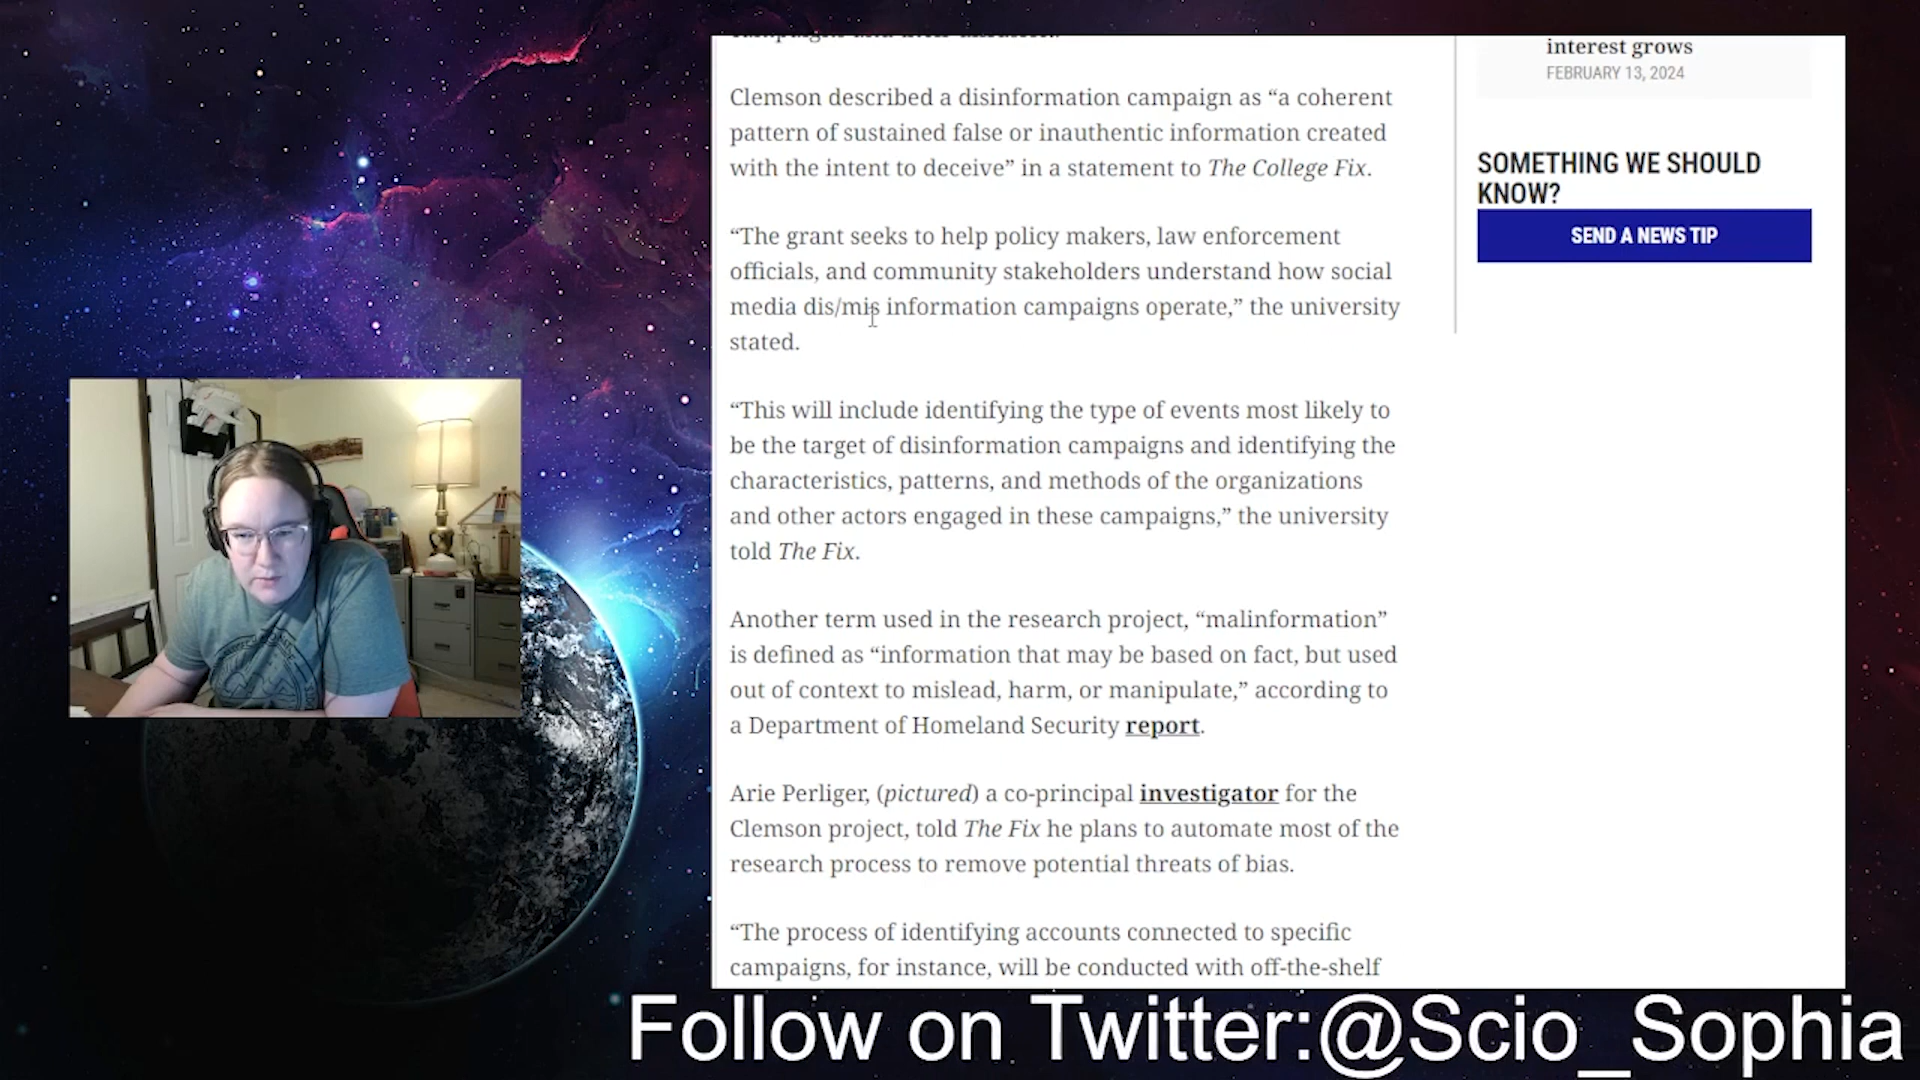 Clemson described a disinformation campaign as “a coherent
pattern of sustained false or inauthentic information created
with the intent to deceive” in a statement to The College Fix.
“The grant seeks to help policy makers, law enforcement
officials, and community stakeholders understand how social
media dis/mis information campaigns operate,” the university
stated.
“This will include identifying the type of events most likely to
be the target of disinformation campaigns and identifying the
characteristics, patterns, and methods of the organizations
and other actors engaged in these campaigns,” the university
told The Fix.
Another term used in the research project, “malinformation”
is defined as “information that may be based on fact, but used
out of context to mislead, harm, or manipulate,” according to
a Department of Homeland Security report.
Arie Perliger, (pictured) a co-principal investigator for the
Clemson project, told The Fix he plans to automate most of the
research process to remove potential threats of bias.
“The process of identifying accounts connected to specific
campaigns, for instance, will be conducted with off-the-shelf
interest grows
FEBRUARY 13, 2024
SOMETHING WE SHOULD
KNOW?
SEND A NEWS TIP
Follow on Twitter:@Scio_Sophia